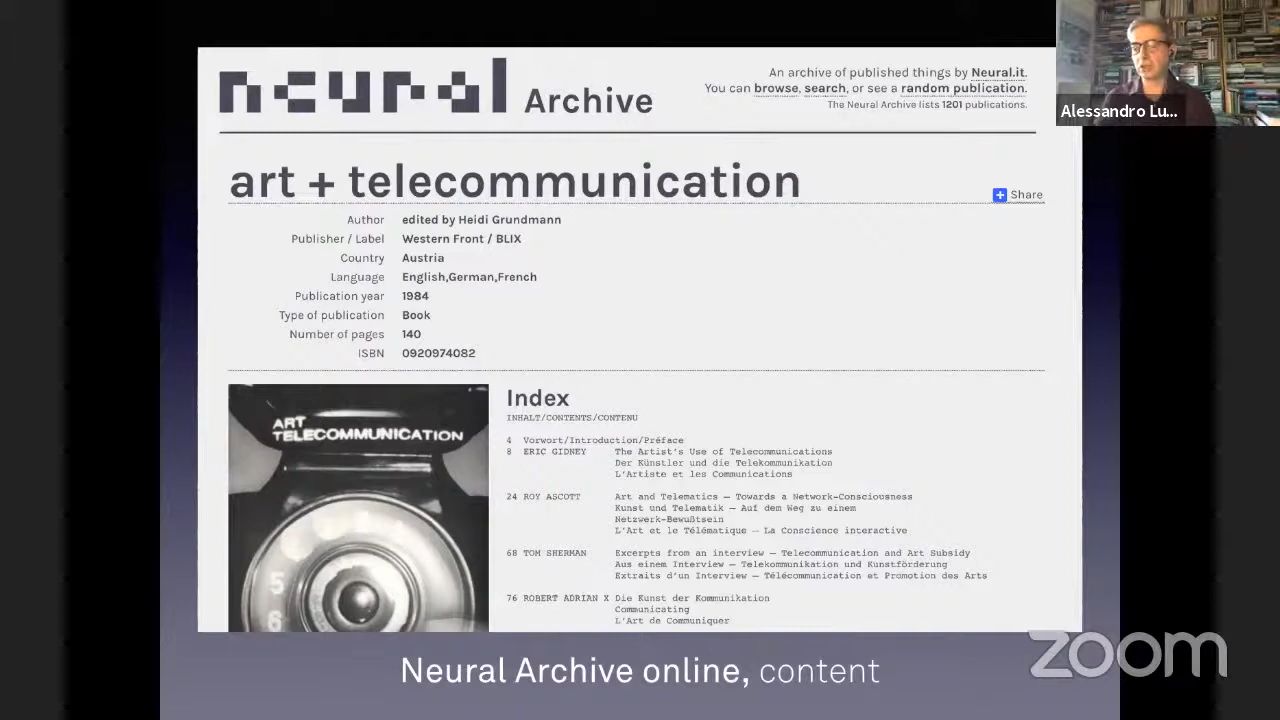 neural Archive
An archive of published things by Neural.it.
You can browse, search, or see a random publication.
The Neural Archive lists 1201 publications.
Alessandro Lu...
art + telecommunication
Share
Author edited by Heidi Grundmann
Publisher / Label Western Front / BLIX
Country Austria
Language English,German,French
Publication year 1984
Type of publication Book
Number of pages 140
ISBN 0920974082
ART
TELECOMMUNICATION
5
6
Index
INHALT/CONTENTS/CONTENU
4 Vorwort/Introduction/Préface
8 ERIC GIDNEY The Artist's Use of Telecommunications
Der Künstler und die Telekommunikation
L'Artiste et les Communications
24 ROY ASCOTT Art and Telematics — Towards a Network-Consciousness
Kunst und Telematik — Auf dem Weg zu einem
Netzwerk-Bewußtsein
L'Art et le Télématique — La Conscience interactive
68 TOM SHERMAN Excerpts from an interview — Telecommunication and Art Subsidy
Aus einem Interview — Telekommunikation und Kunstförderung
Extraits d'un Interview — Télécommunication et Promotion des Arts
76 ROBERT ADRIAN X Die Kunst der Kommunikation
Communicating
L'Art de Communiquer
Neural Archive online, content
zoom